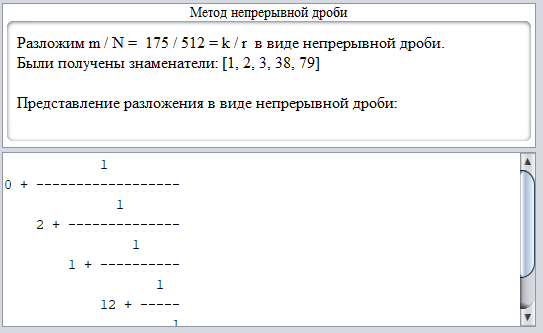 Метод непрерывной дроби
Разложим m / N =  175 / 512 = k / r  в виде непрерывной дроби.
Были получены знаменатели: [1, 2, 3, 38, 79]
Представление разложения в виде непрерывной дроби:
1
0 + ------------------
1
2 + --------------
1
1 + ----------
1
12 + -----
1